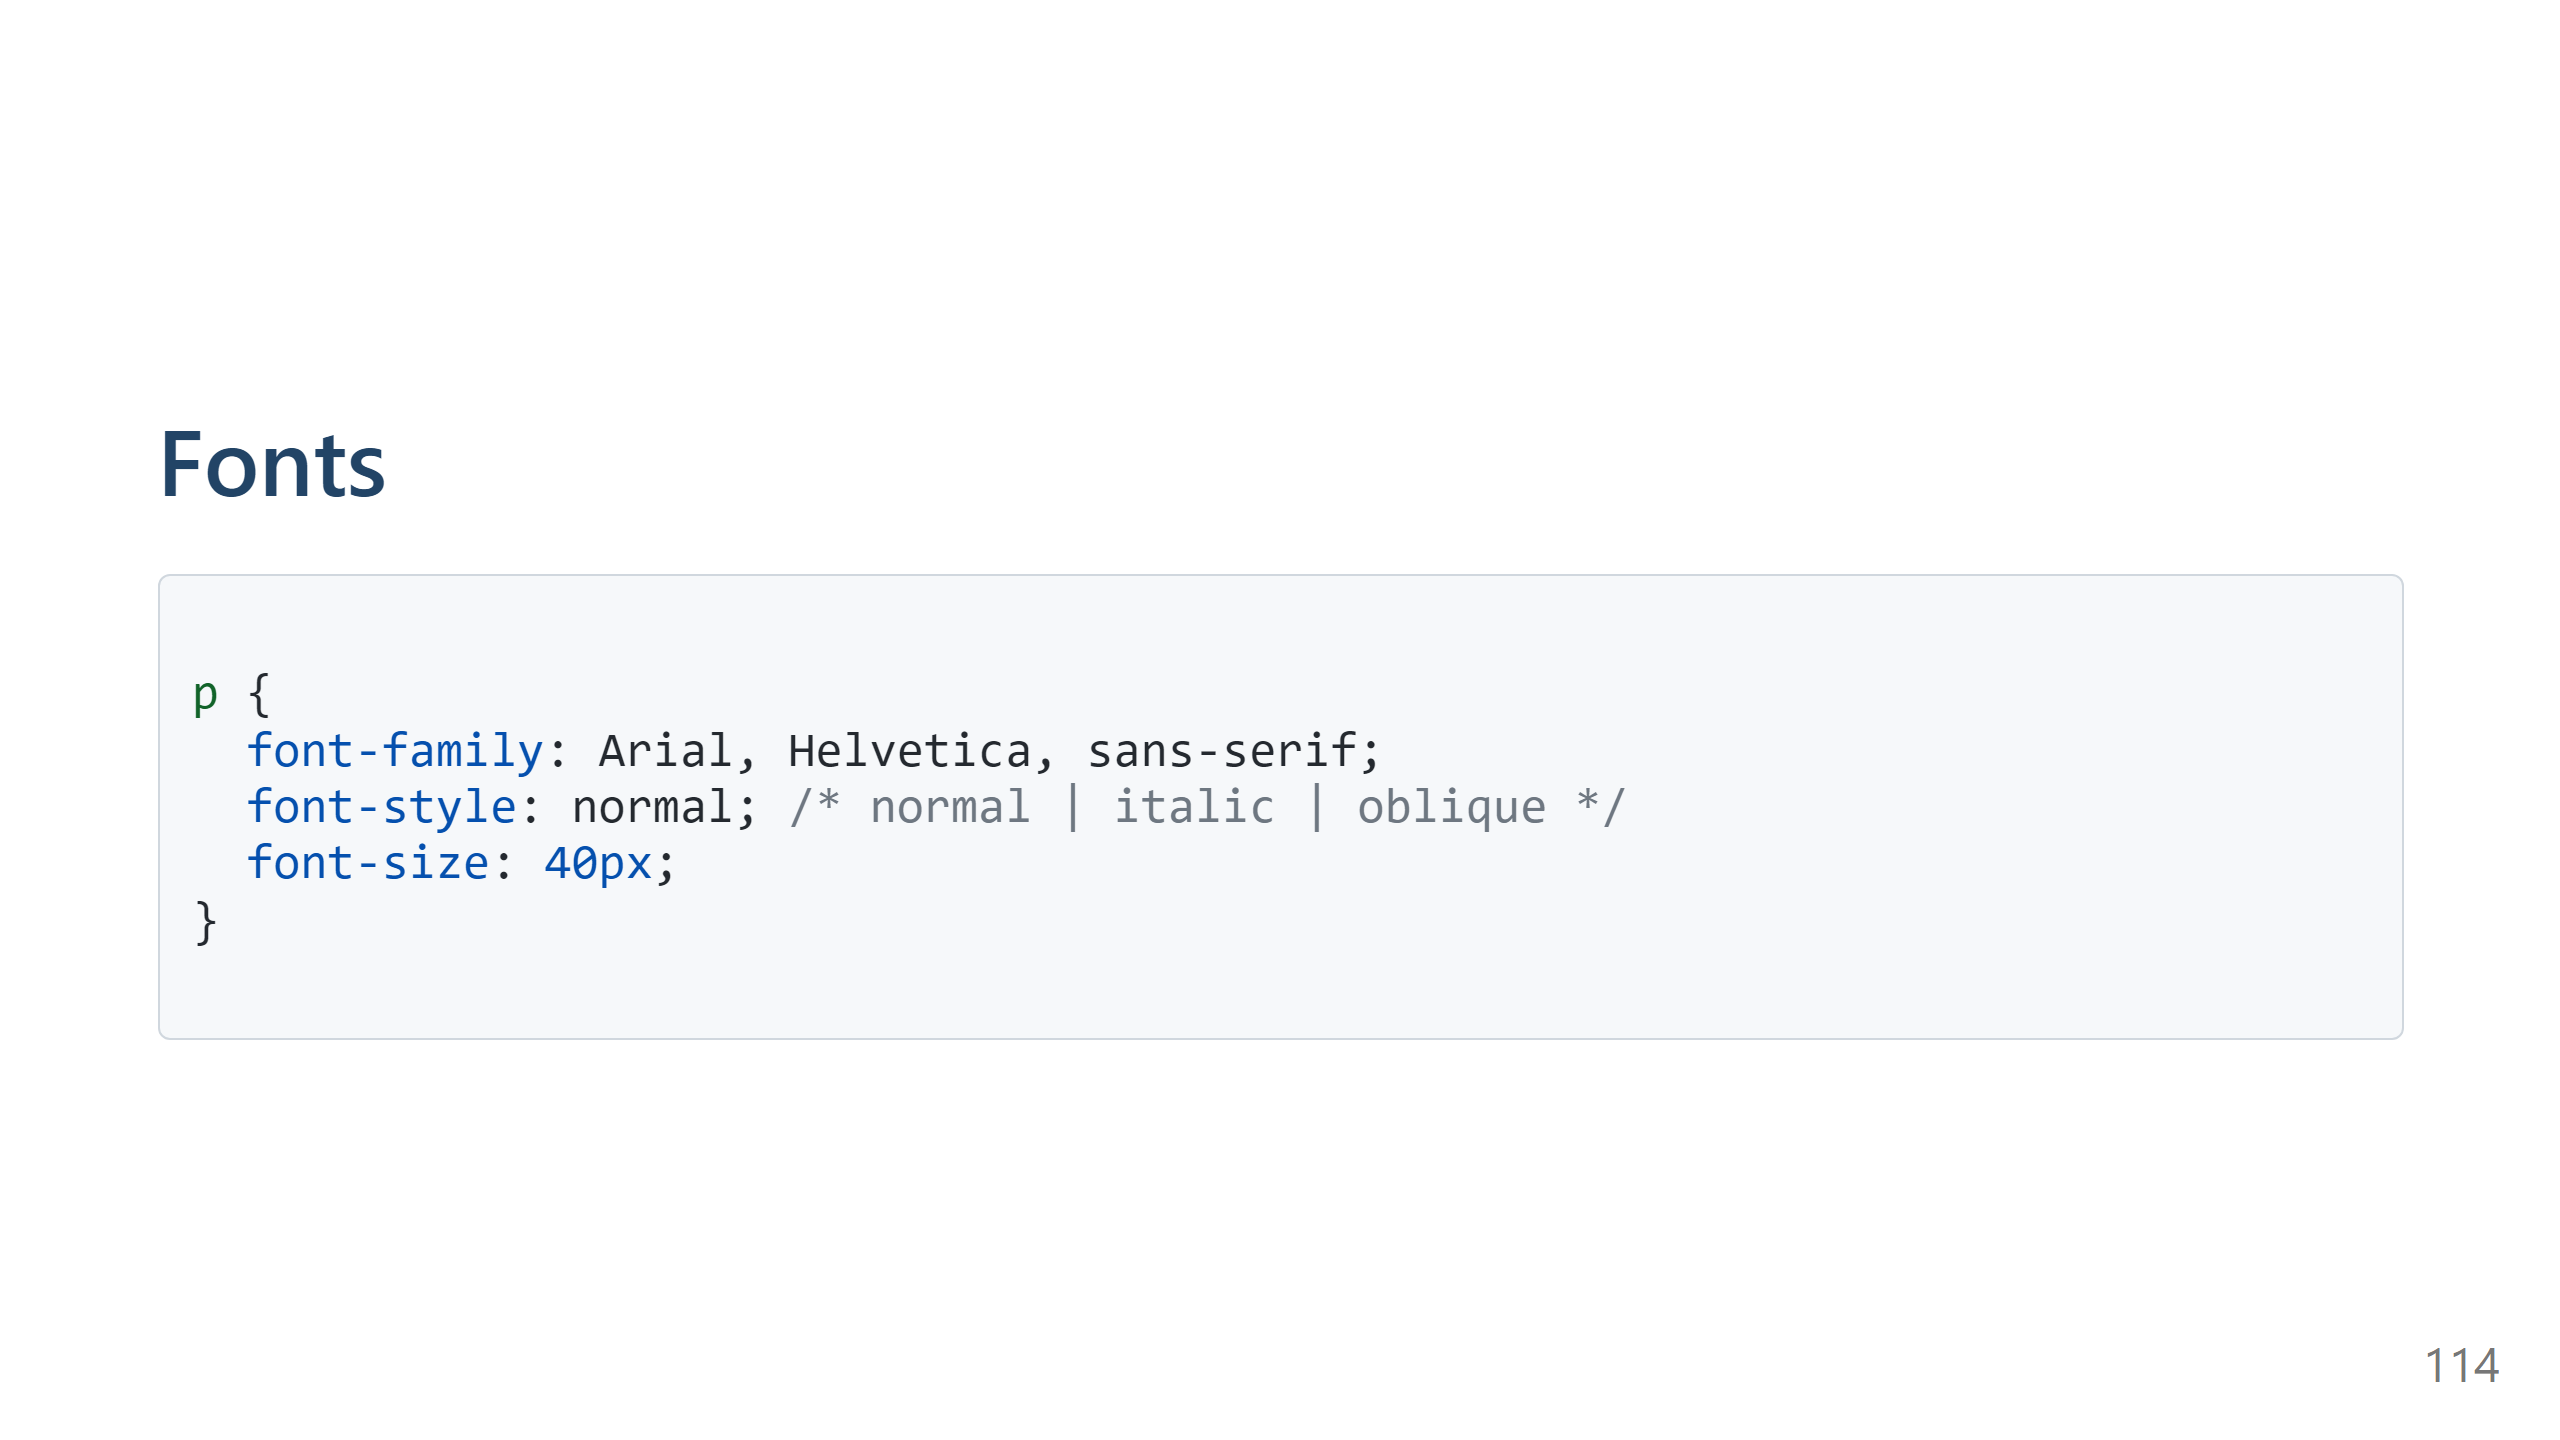 Fonts
p {
  font-family: Arial, Helvetica, sans-serif;
  font-style: normal; /* normal | italic | oblique */
  font-size: 40px;
}
114